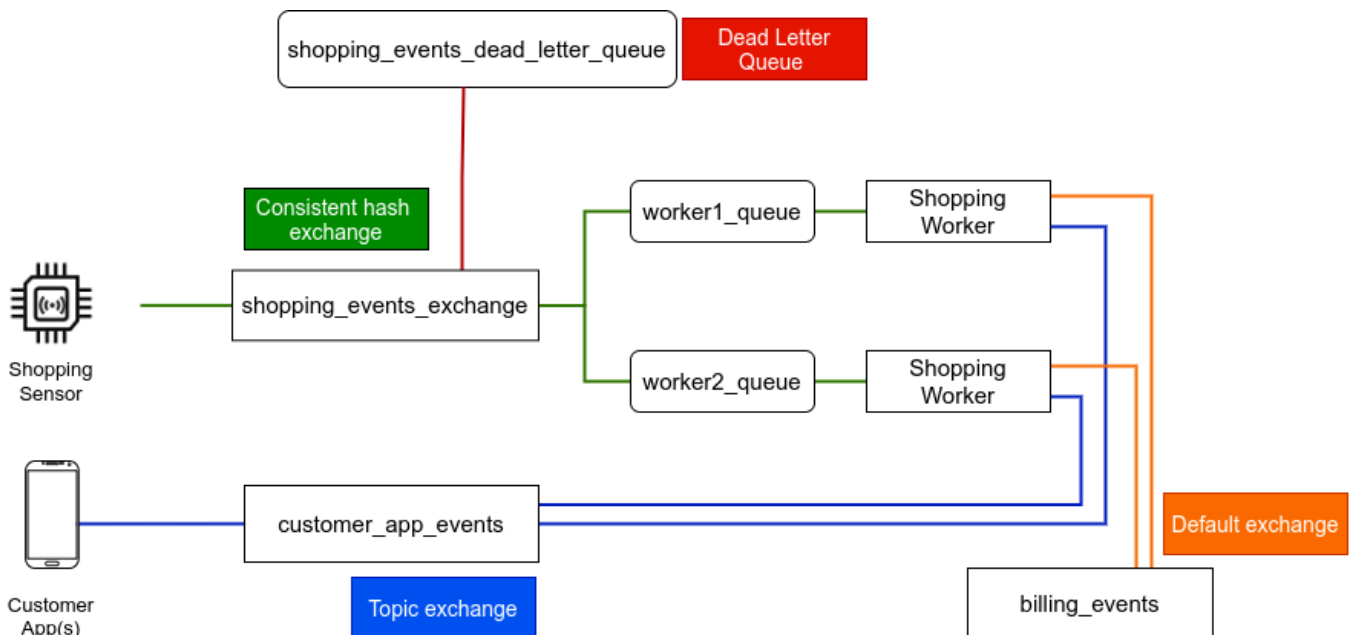 shopping_events_dead_letter_queue
Dead Letter
Queue
Consistent hash
exchange
worker1_queue
Shopping
Worker
shopping_events_exchange
Shopping
Sensor
worker2_queue
Shopping
Worker
customer_app_events
Default exchange
Topic exchange
billing_events
Customer
App(s)